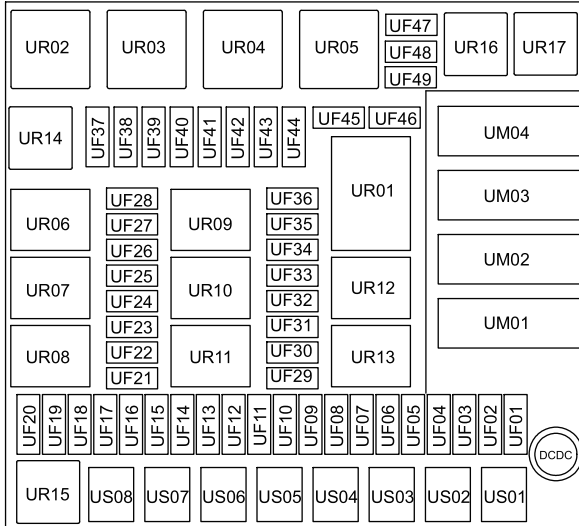 UR02 UR03 UR04 UR05 UF47 UR16 UR17
UF48
UF49
UR14 UF37 UF38 UF39 UF40 UF41 UF42 UF43 UF44 UF45 UF46
UM04
UR01
UM03
UR06 UF28 UR09 UF36
UF27 UF35
UF26 UF34
UM02
UR07 UF25 UR10 UF33 UR12
UF24 UF32
UM01
UF23 UF31
UR08 UF22 UR11 UF30 UR13
UF21 UF29
UF20 UF19 UF18 UF17 UF16 UF15 UF14 UF13 UF12 UF11 UF10 UF09 UF08 UF07 UF06 UF05 UF04 UF03 UF02 UF01
DCDC
UR15 US08 US07 US06 US05 US04 US03 US02 US01